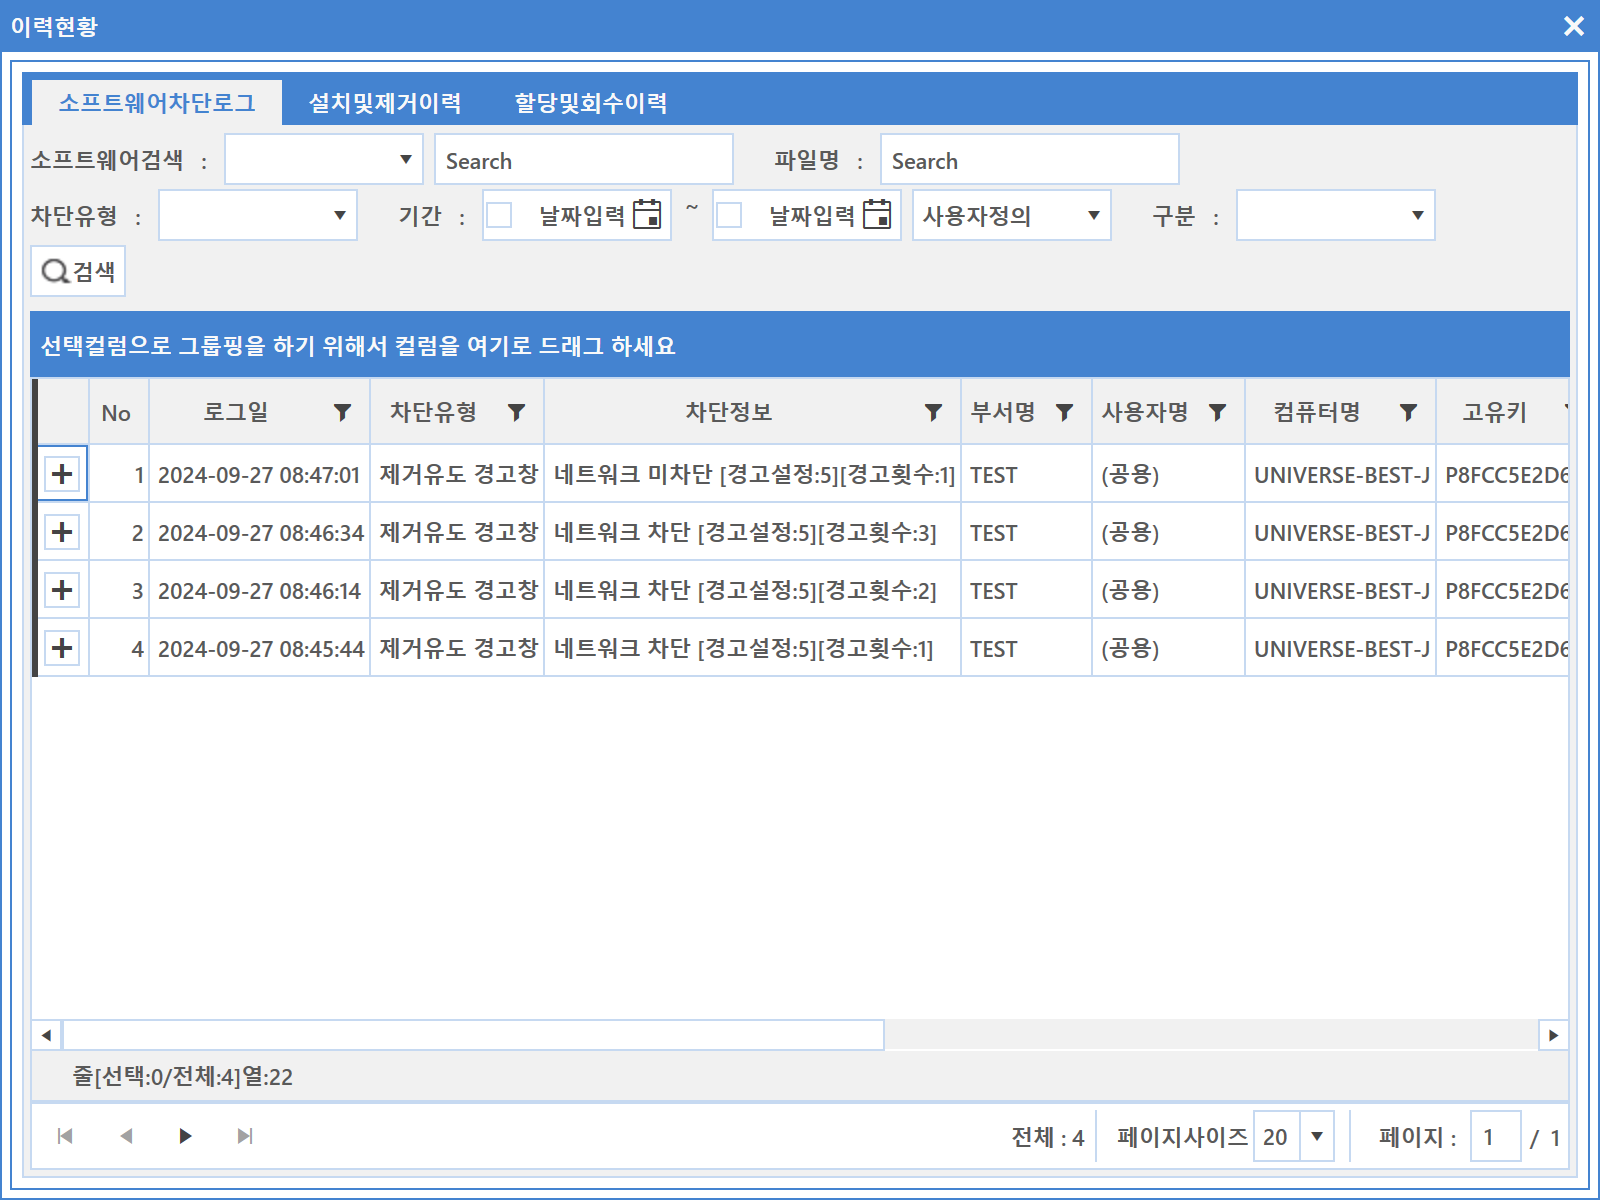 이력현황
소프트웨어차단로그 설치및제거이력 할당및회수이력
소프트웨어검색 : Search 파일명 : Search
차단유형 : 기간 : 날짜입력 ~ 날짜입력 사용자정의 구분 :
검색
선택컬럼으로 그룹핑을 하기 위해서 컬럼을 여기로 드래그 하세요
No 로그일 차단유형 차단정보 부서명 사용자명 컴퓨터명 고유키
1 2024-09-27 08:47:01 제거유도 경고창 네트워크 미차단 [경고설정:5][경고횟수:1] TEST (공용) UNIVERSE-BEST-J P8FCC5E2D6
2 2024-09-27 08:46:34 제거유도 경고창 네트워크 차단 [경고설정:5][경고횟수:3] TEST (공용) UNIVERSE-BEST-J P8FCC5E2D6
3 2024-09-27 08:46:14 제거유도 경고창 네트워크 차단 [경고설정:5][경고횟수:2] TEST (공용) UNIVERSE-BEST-J P8FCC5E2D6
4 2024-09-27 08:45:44 제거유도 경고창 네트워크 차단 [경고설정:5][경고횟수:1] TEST (공용) UNIVERSE-BEST-J P8FCC5E2D6
줄[선택:0/전체:4]열:22
전체 : 4 페이지사이즈 20 페이지 : 1 / 1